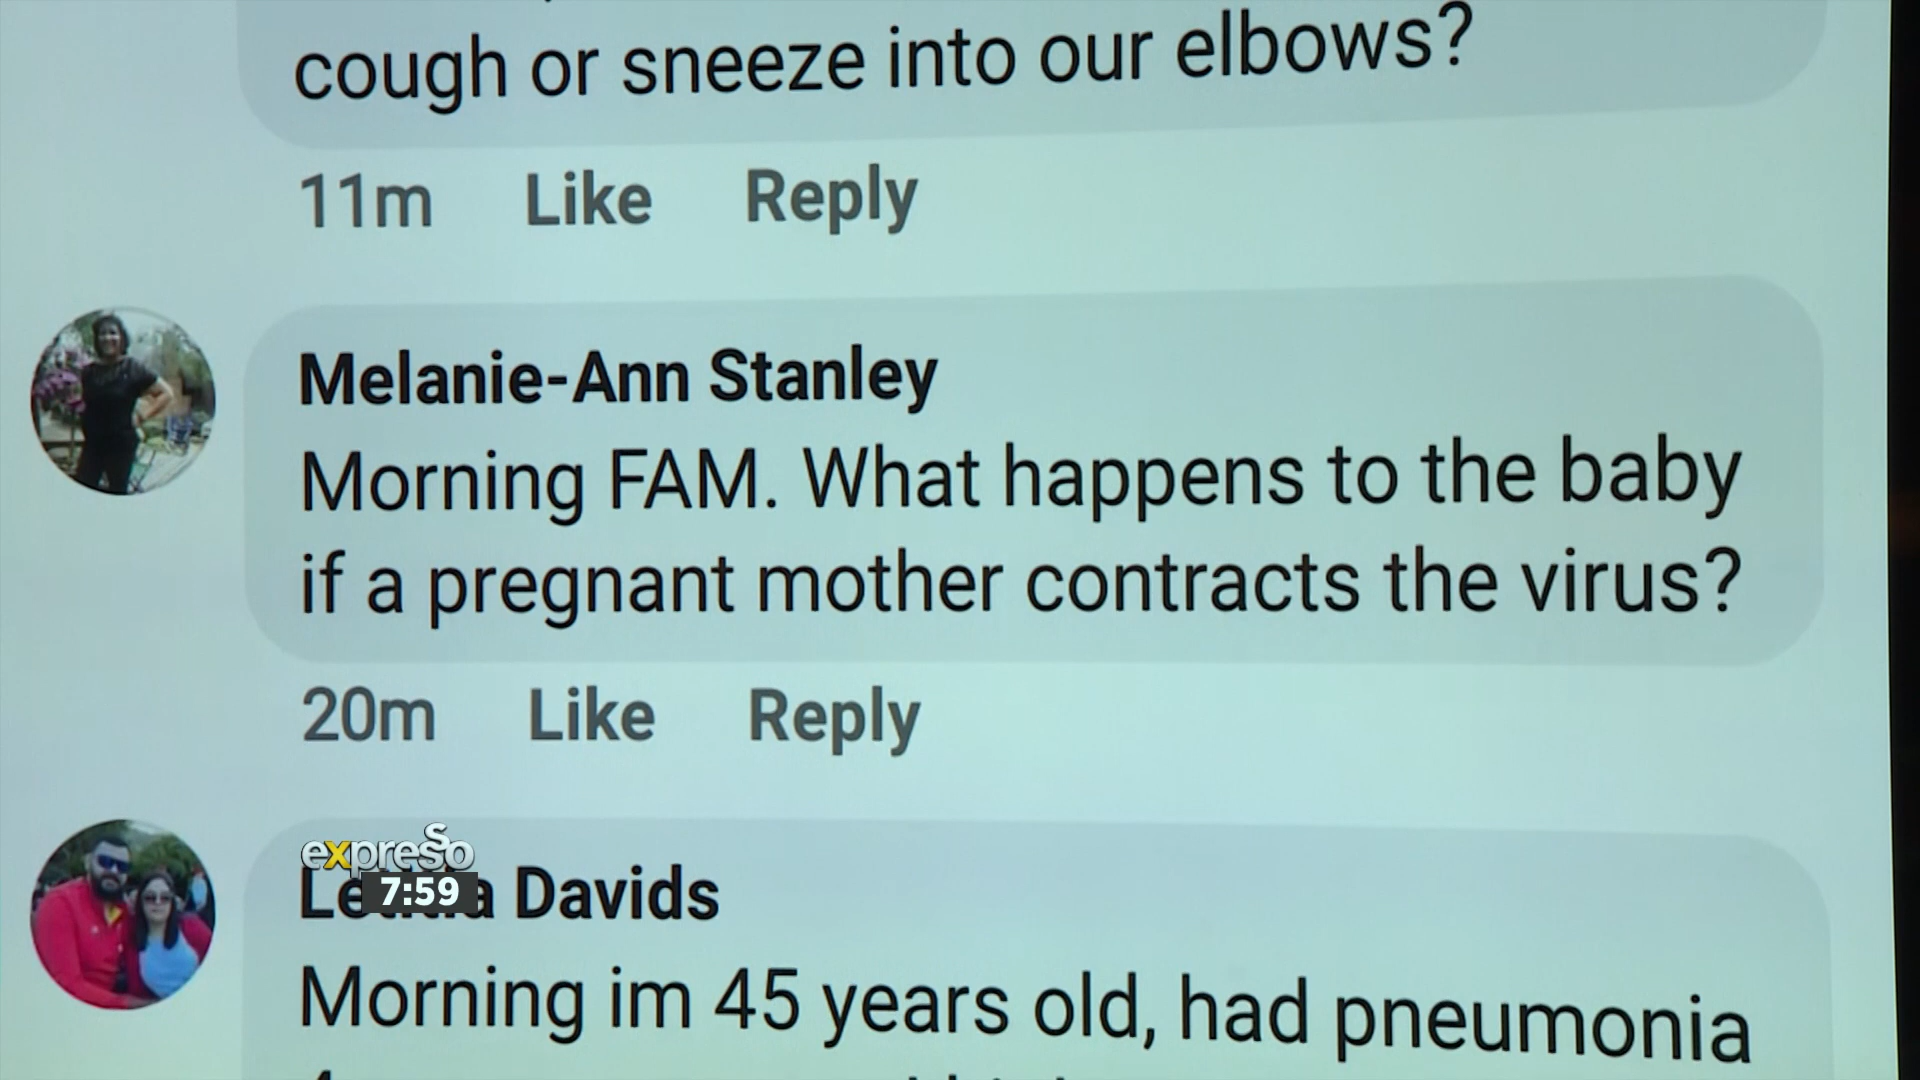 cough or sneeze into our elbows?
11m Like Reply
Melanie-Ann Stanley
Morning FAM. What happens to the baby
if a pregnant mother contracts the virus?
20m Like Reply
expresso
7:59
Davids
Morning im 45 years old, had pneumonia